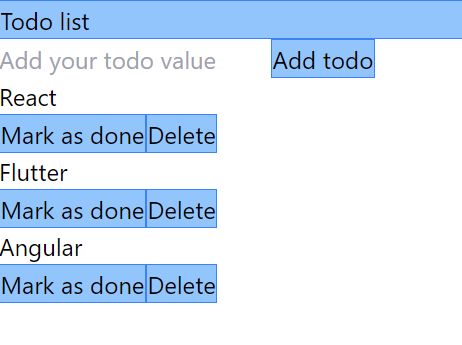 Todo list
Add your todo value Add todo
React
Mark as done Delete
Flutter
Mark as done Delete
Angular
Mark as done Delete